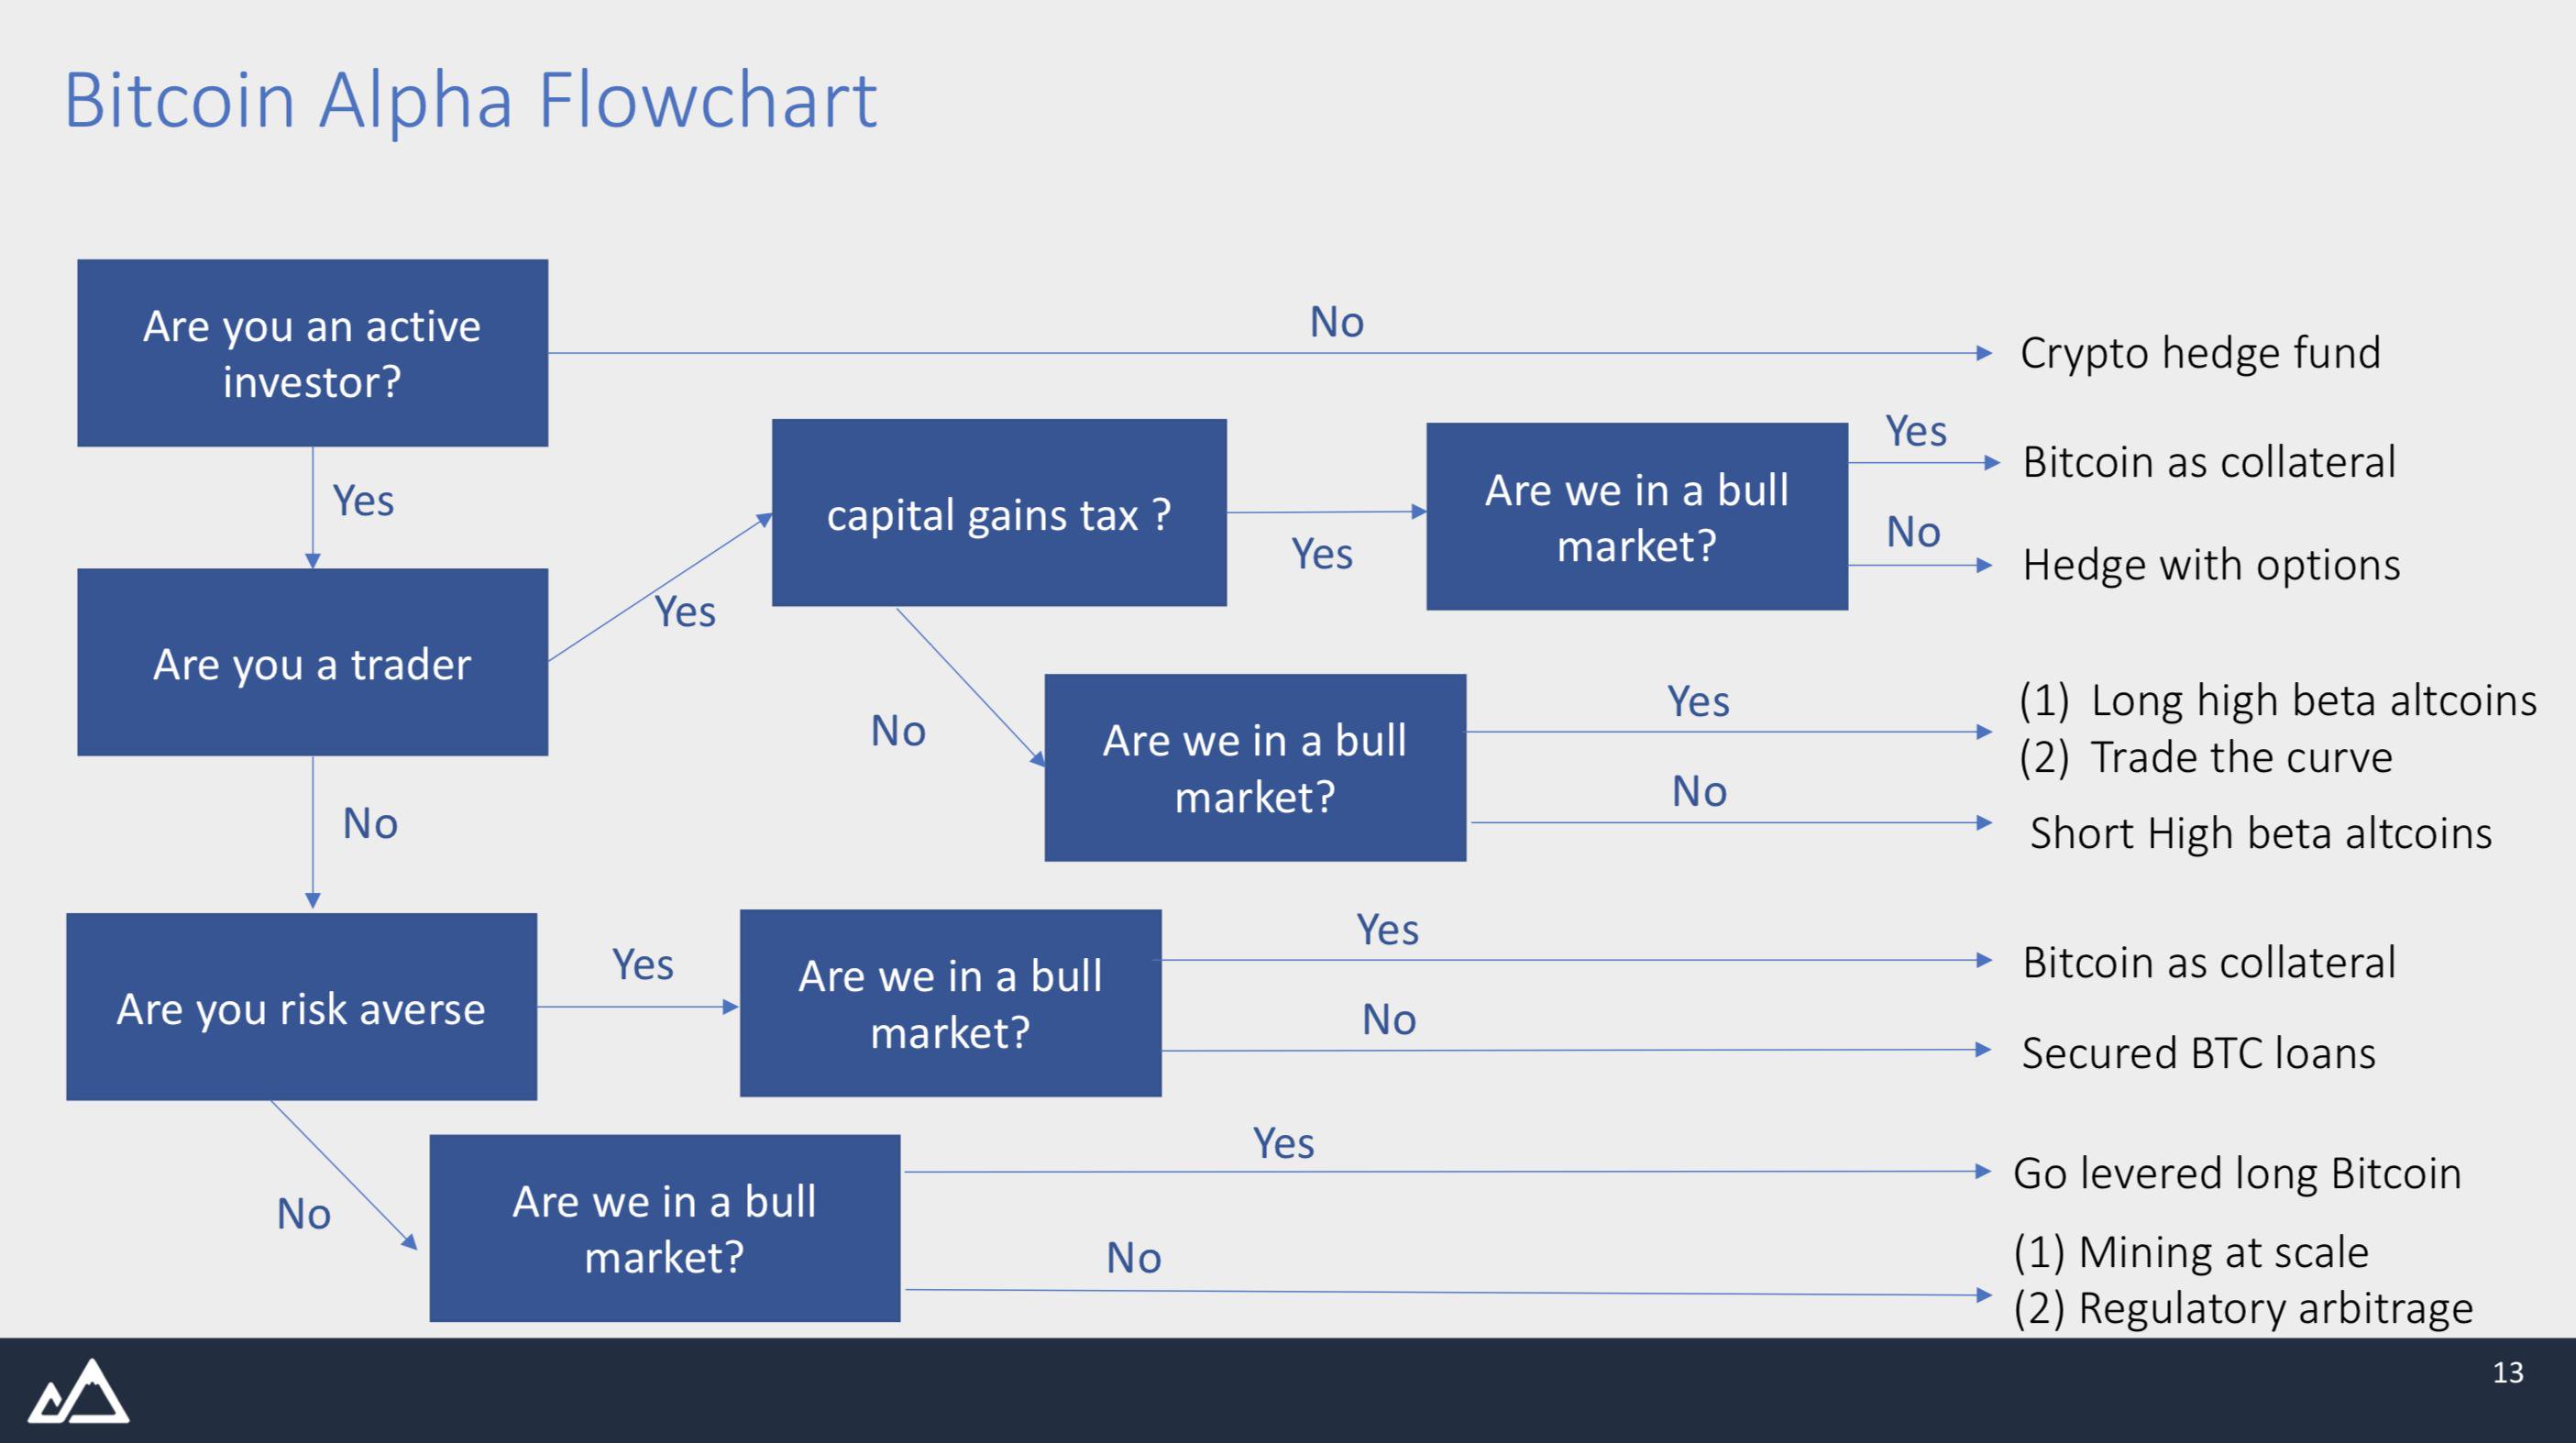 Bitcoin Alpha Flowchart
Are you an active
investor?
No
Crypto hedge fund
Yes
capital gains tax ?
Yes
Are we in a bull
market?
Yes
Bitcoin as collateral
No
Hedge with options
Are you a trader
Yes
No
Are we in a bull
market?
Yes
(1) Long high beta altcoins
(2) Trade the curve
No
Short High beta altcoins
No
Are you risk averse
Yes
Are we in a bull
market?
Yes
Bitcoin as collateral
No
Secured BTC loans
No
Are we in a bull
market?
Yes
Go levered long Bitcoin
No
(1) Mining at scale
(2) Regulatory arbitrage
13